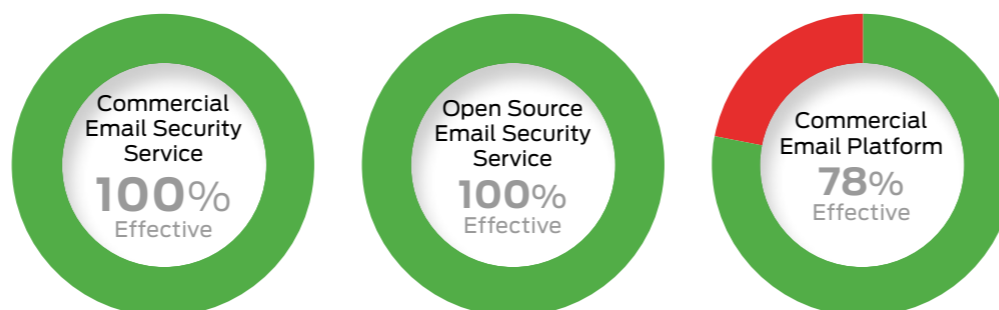 Commercial
Email Security
Service
100%
Effective
Open Source
Email Security
Service
100%
Effective
Commercial
Email Platform
78%
Effective